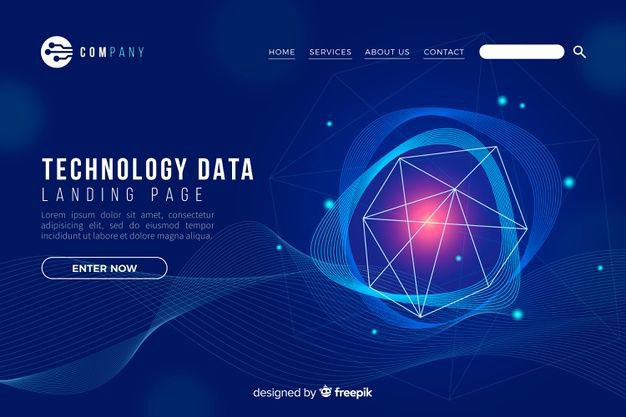 COMPANY
HOME SERVICES ABOUT US CONTACT
TECHNOLOGY DATA
LANDING PAGE
Lorem ipsum dolor sit amet, consectetur
adipiscing elit, sed do eiusmod tempor
incididunt ut labore et dolore magna aliqua.
ENTER NOW
designed by freepik